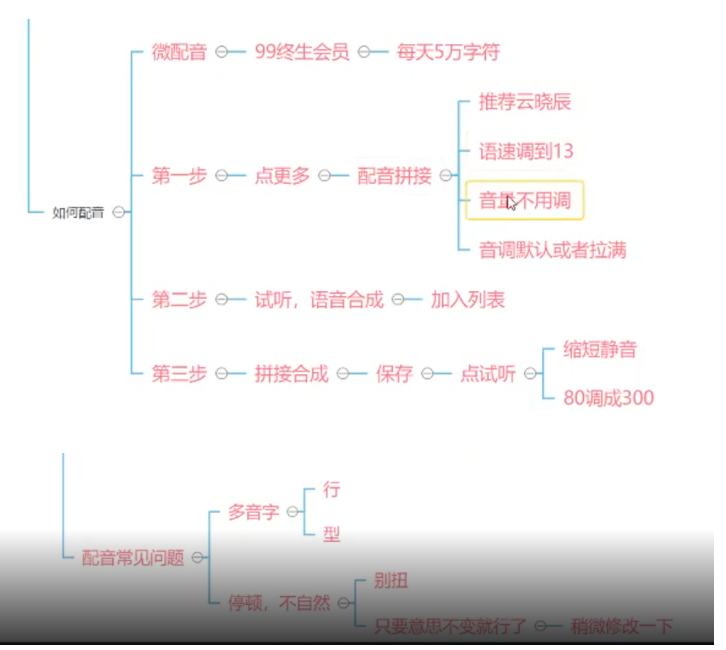 微配音 99终生会员 每天5万字符
推荐云晓辰
语速调到13
第一步 点更多 配音拼接
音量不用调
如何配音
音调默认或者拉满
第二步 试听，语音合成 加入列表
缩短静音
第三步 拼接合成 保存 点试听
80调成300
行
多音字
型
配音常见问题
别扭
停顿，不自然
只要意思不变就行了 稍微修改一下